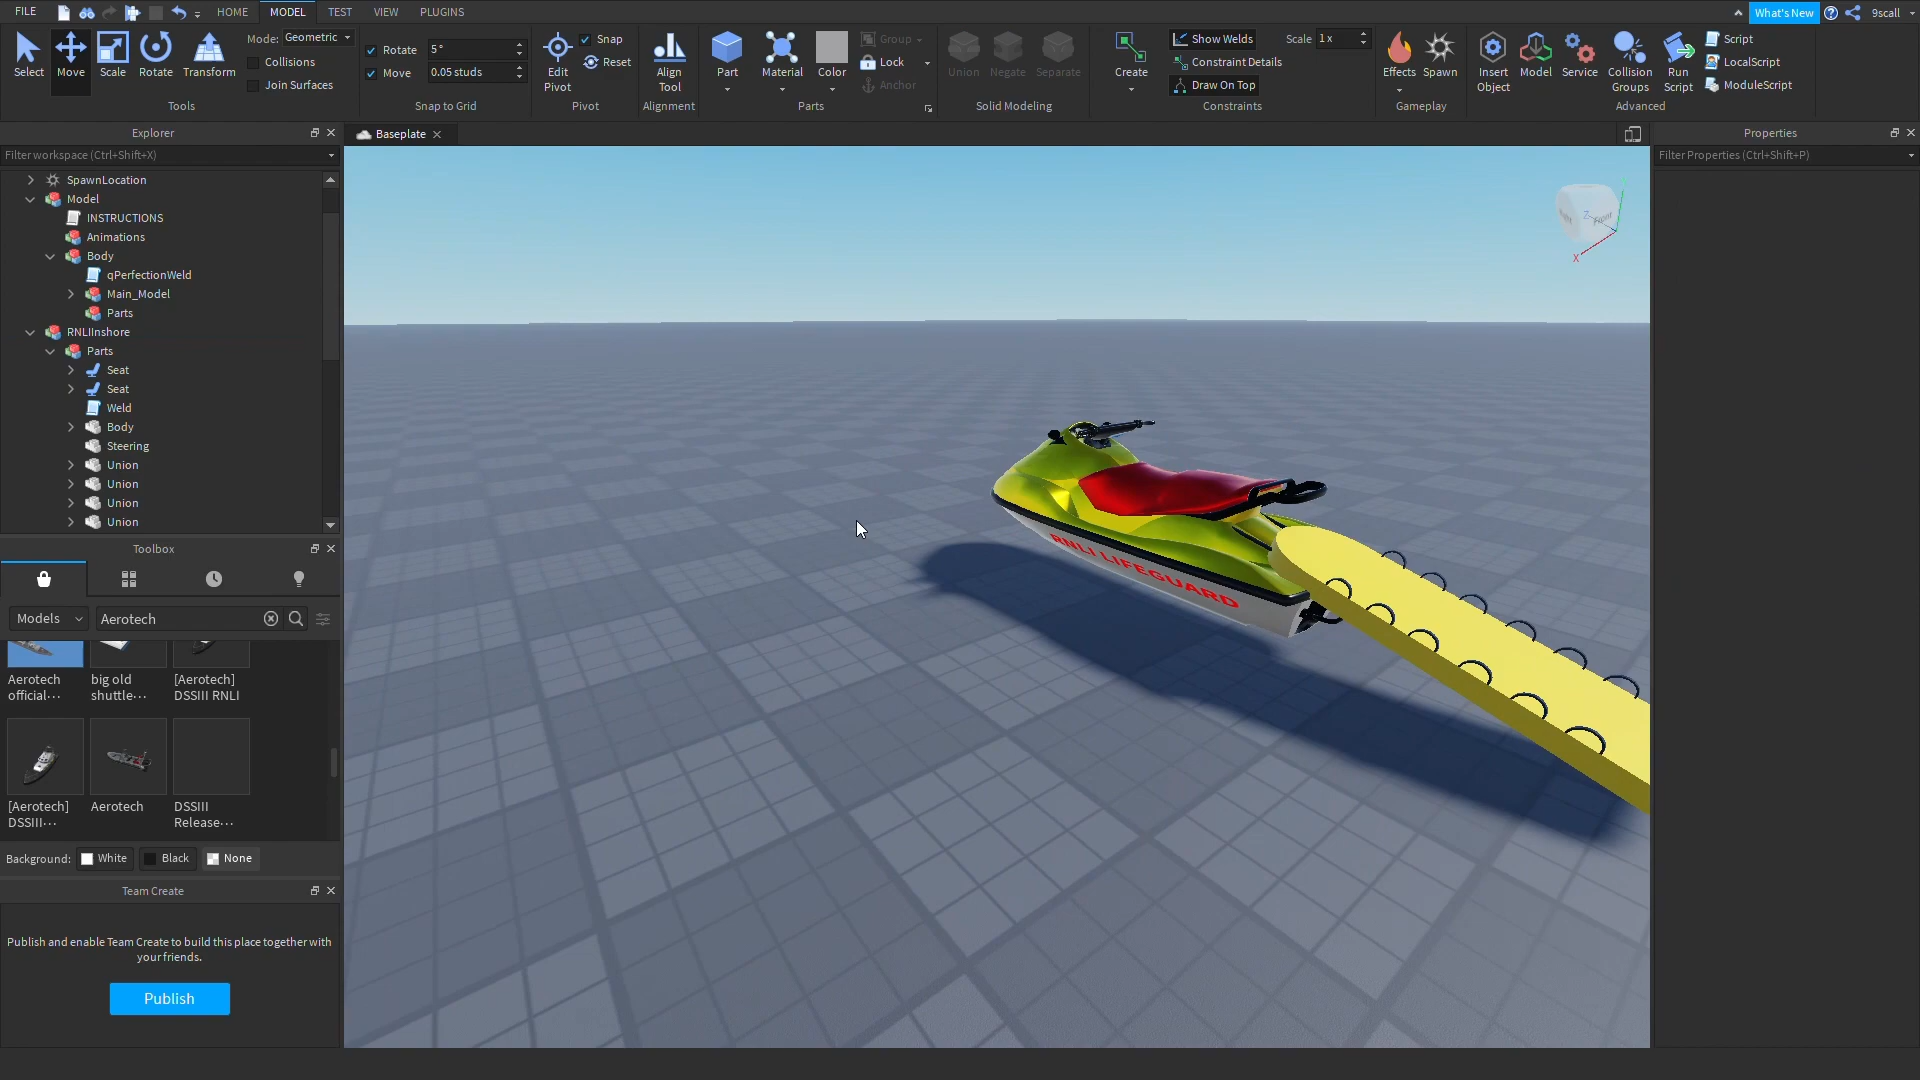 FILE
HOME
MODEL
TEST
VIEW
PLUGINS
What's New
9scall
Select
Move
Scale
Rotate
Transform
Mode: Geometric
Collisions
Join Surfaces
Tools
Rotate 5°
Move 0.05 studs
Snap to Grid
Edit Pivot
Snap
Reset
Pivot
Align Tool
Alignment
Part
Material
Color
Group
Lock
Anchor
Parts
Union
Negate
Separate
Solid Modeling
Create
Show Welds
Constraint Details
Draw On Top
Scale 1 x
Constraints
Effects
Spawn
Gameplay
Insert Object
Model
Service
Collision Groups
Run Script
Script
LocalScript
ModuleScript
Advanced
Explorer
Filter workspace (Ctrl+Shift+X)
SpawnLocation
Model
INSTRUCTIONS
Animations
Body
qPerfectionWeld
Main_Model
Parts
RNLIInshore
Parts
Seat
Seat
Weld
Body
Steering
Union
Union
Union
Union
Toolbox
Models
Aerotech
Aerotech official···
big old shuttle···
[Aerotech] DSSIII RNLI
[Aerotech] DSSIII···
Aerotech
DSSIII Release···
Background: White Black None
Team Create
Publish and enable Team Create to build this place together with
your friends.
Publish
Baseplate
Z
Front
X
RNLI LIFEGUARD
Properties
Filter Properties (Ctrl+Shift+P)